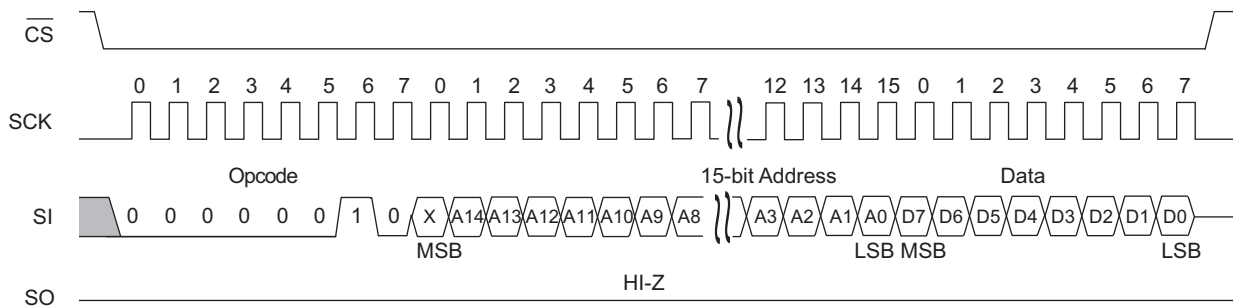 CS
0 1 2 3 4 5 6 7 0 1 2 3 4 5 6 7 12 13 14 15 0 1 2 3 4 5 6 7
SCK
Opcode 15-bit Address Data
SI 0 0 0 0 0 0 1 0 X A14 A13 A12 A11 A10 A9 A8 A3 A2 A1 A0 D7 D6 D5 D4 D3 D2 D1 D0
MSB LSB MSB LSB
HI-Z
SO